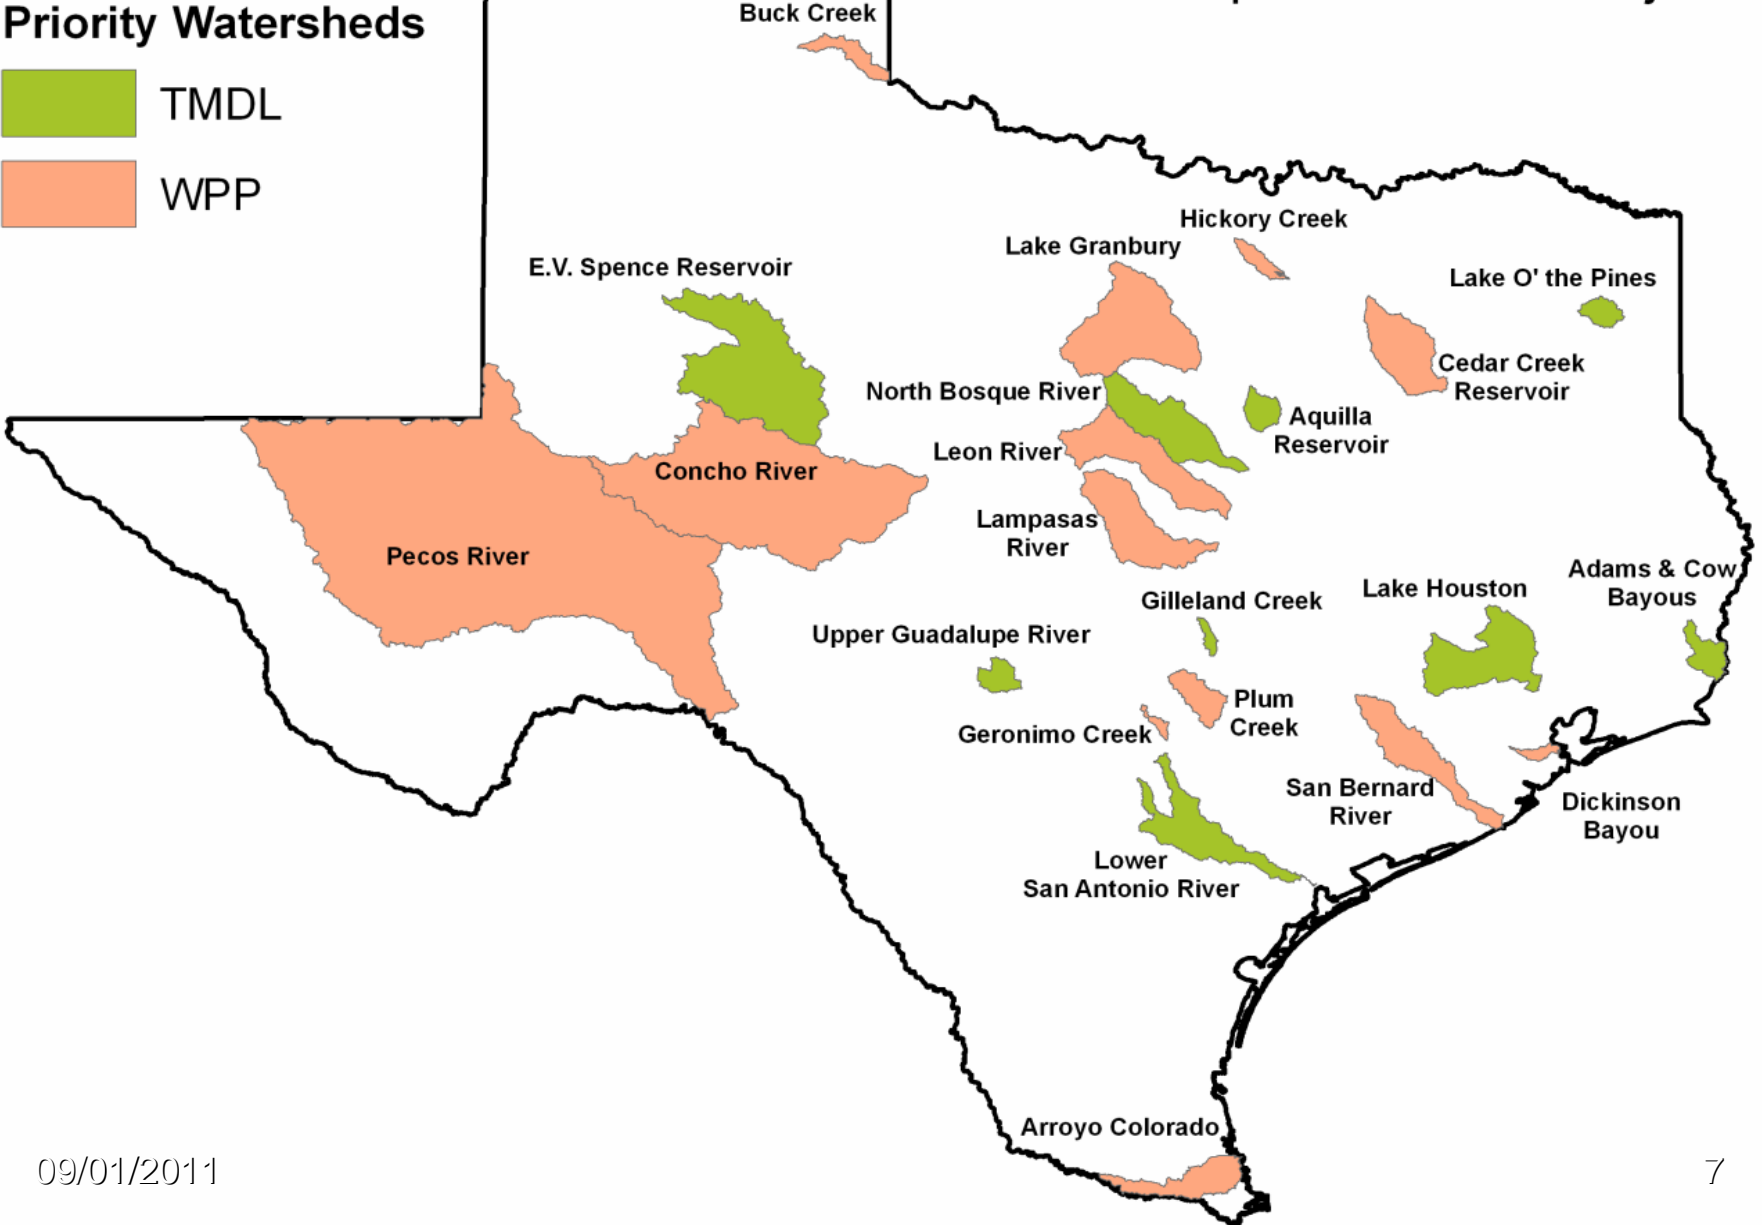 Priority Watersheds
TMDL
WPP
Buck Creek
Hickory Creek
Lake Granbury
E.V. Spence Reservoir
Lake O' the Pines
Cedar Creek
Reservoir
North Bosque River
Aquilla
Reservoir
Leon River
Concho River
Lampasas
River
Pecos River
Adams & Cow
Bayous
Lake Houston
Gilleland Creek
Upper Guadalupe River
Plum
Creek
Geronimo Creek
San Bernard
River
Dickinson
Bayou
Lower
San Antonio River
Arroyo Colorado
09/01/2011
7